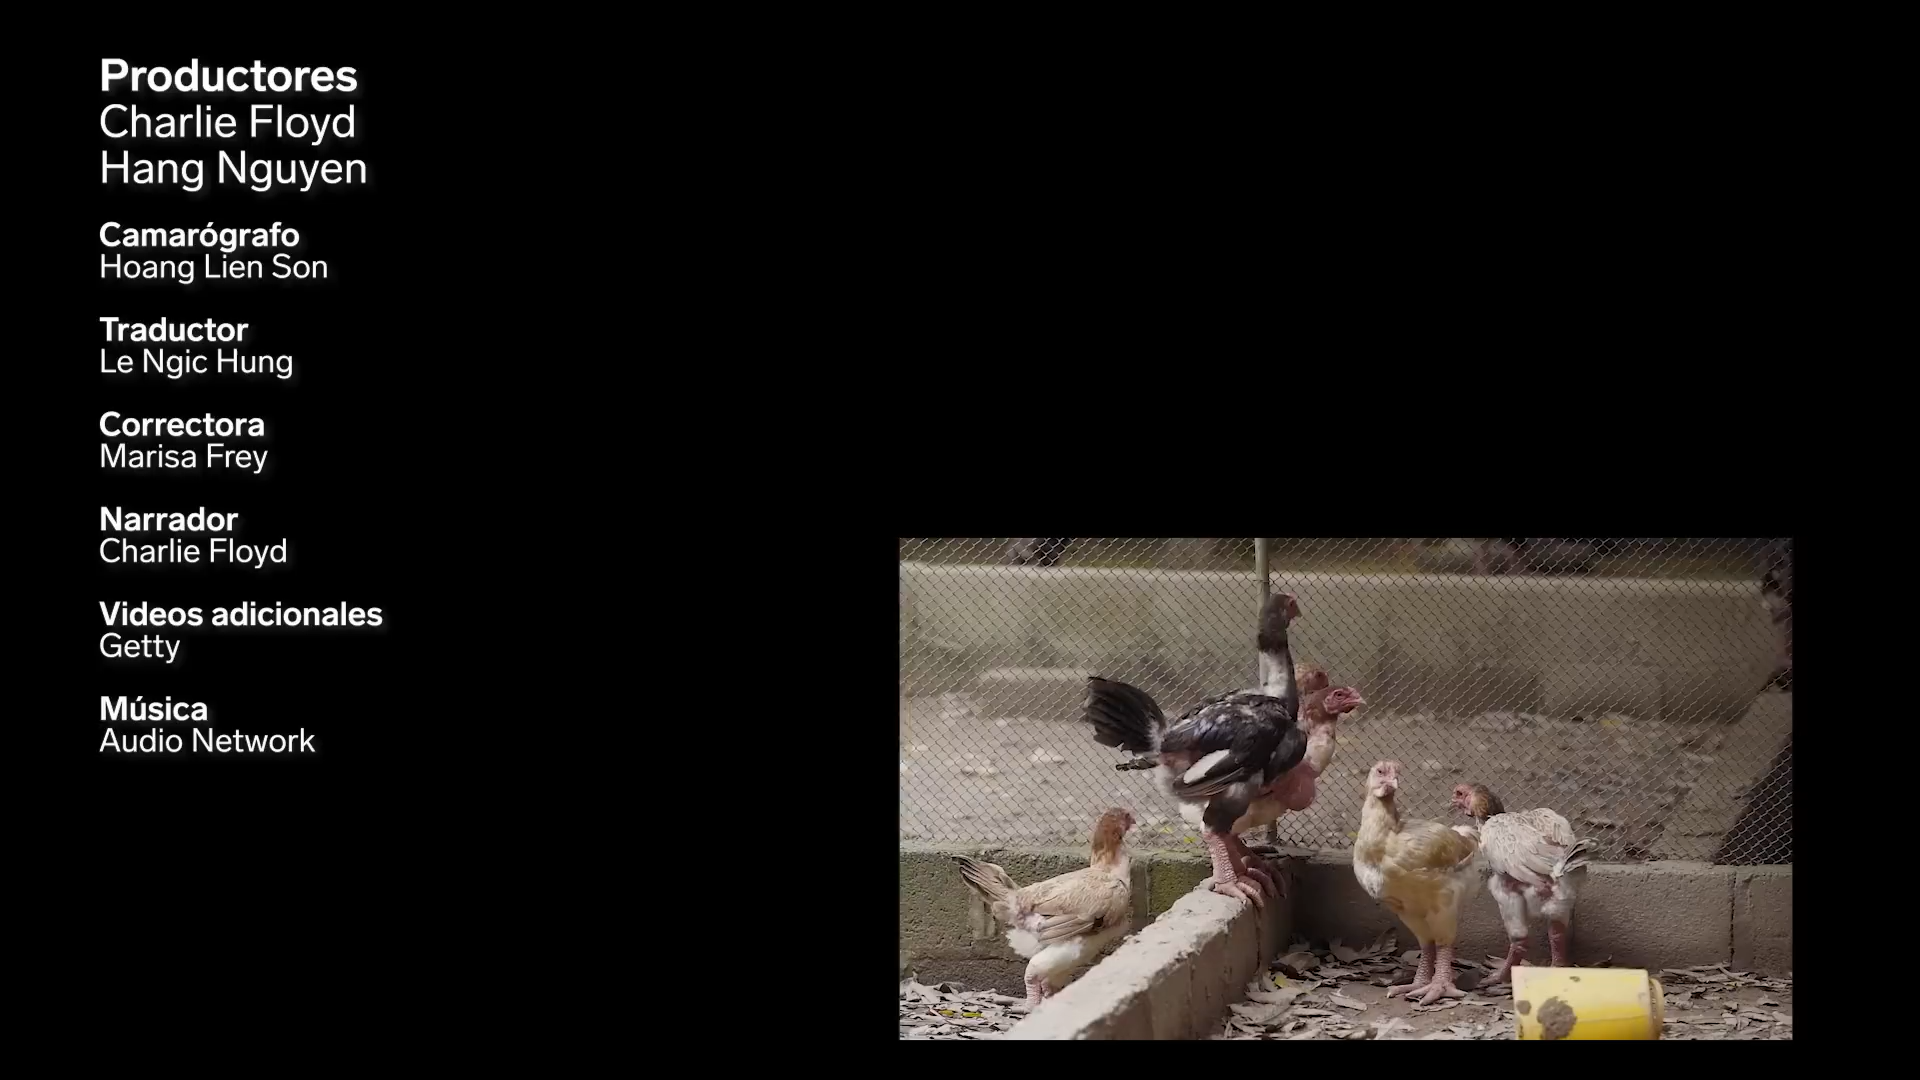 Productores
Charlie Floyd
Hang Nguyen
Camarógrafo
Hoang Lien Son
Traductor
Le Ngic Hung
Correctora
Marisa Frey
Narrador
Charlie Floyd
Videos adicionales
Getty
Música
Audio Network